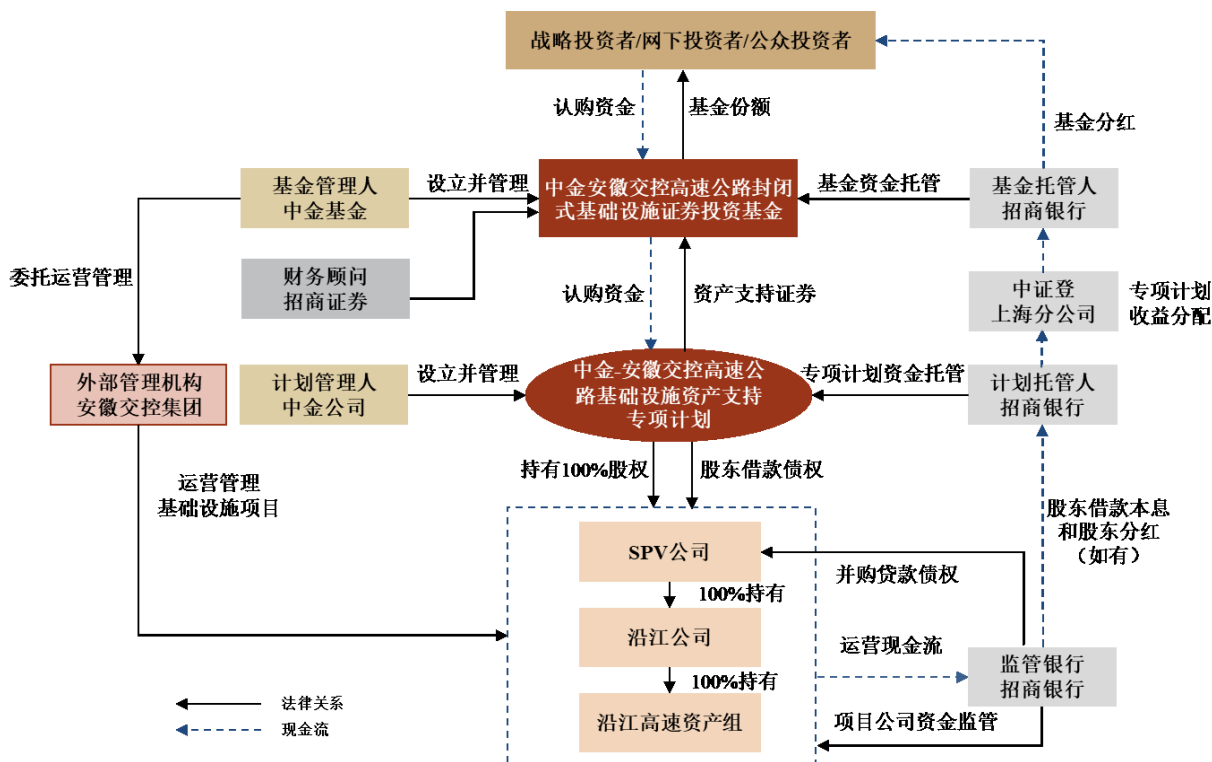 战略投资者/网下投资者/公众投资者
认购资金
基金份额
基金分红
基金管理人
中金基金
设立并管理
中金安徽交控高速公路封闭
式基础设施证券投资基金
基金资金托管
基金托管人
招商银行
委托运营管理
财务顾问
招商证券
认购资金
资产支持证券
中证登
上海分公司
专项计划
收益分配
外部管理机构
安徽交控集团
计划管理人
中金公司
设立并管理
中金-安徽交控高速公
路基础设施资产支持
专项计划
专项计划资金托管
计划托管人
招商银行
持有100%股权
股东借款债权
运营管理
基础设施项目
股东借款本息
和股东分红
（如有）
SPV公司
并购贷款债权
100%持有
沿江公司
运营现金流
监管银行
招商银行
100%持有
沿江高速资产组
项目公司资金监管
法律关系
现金流